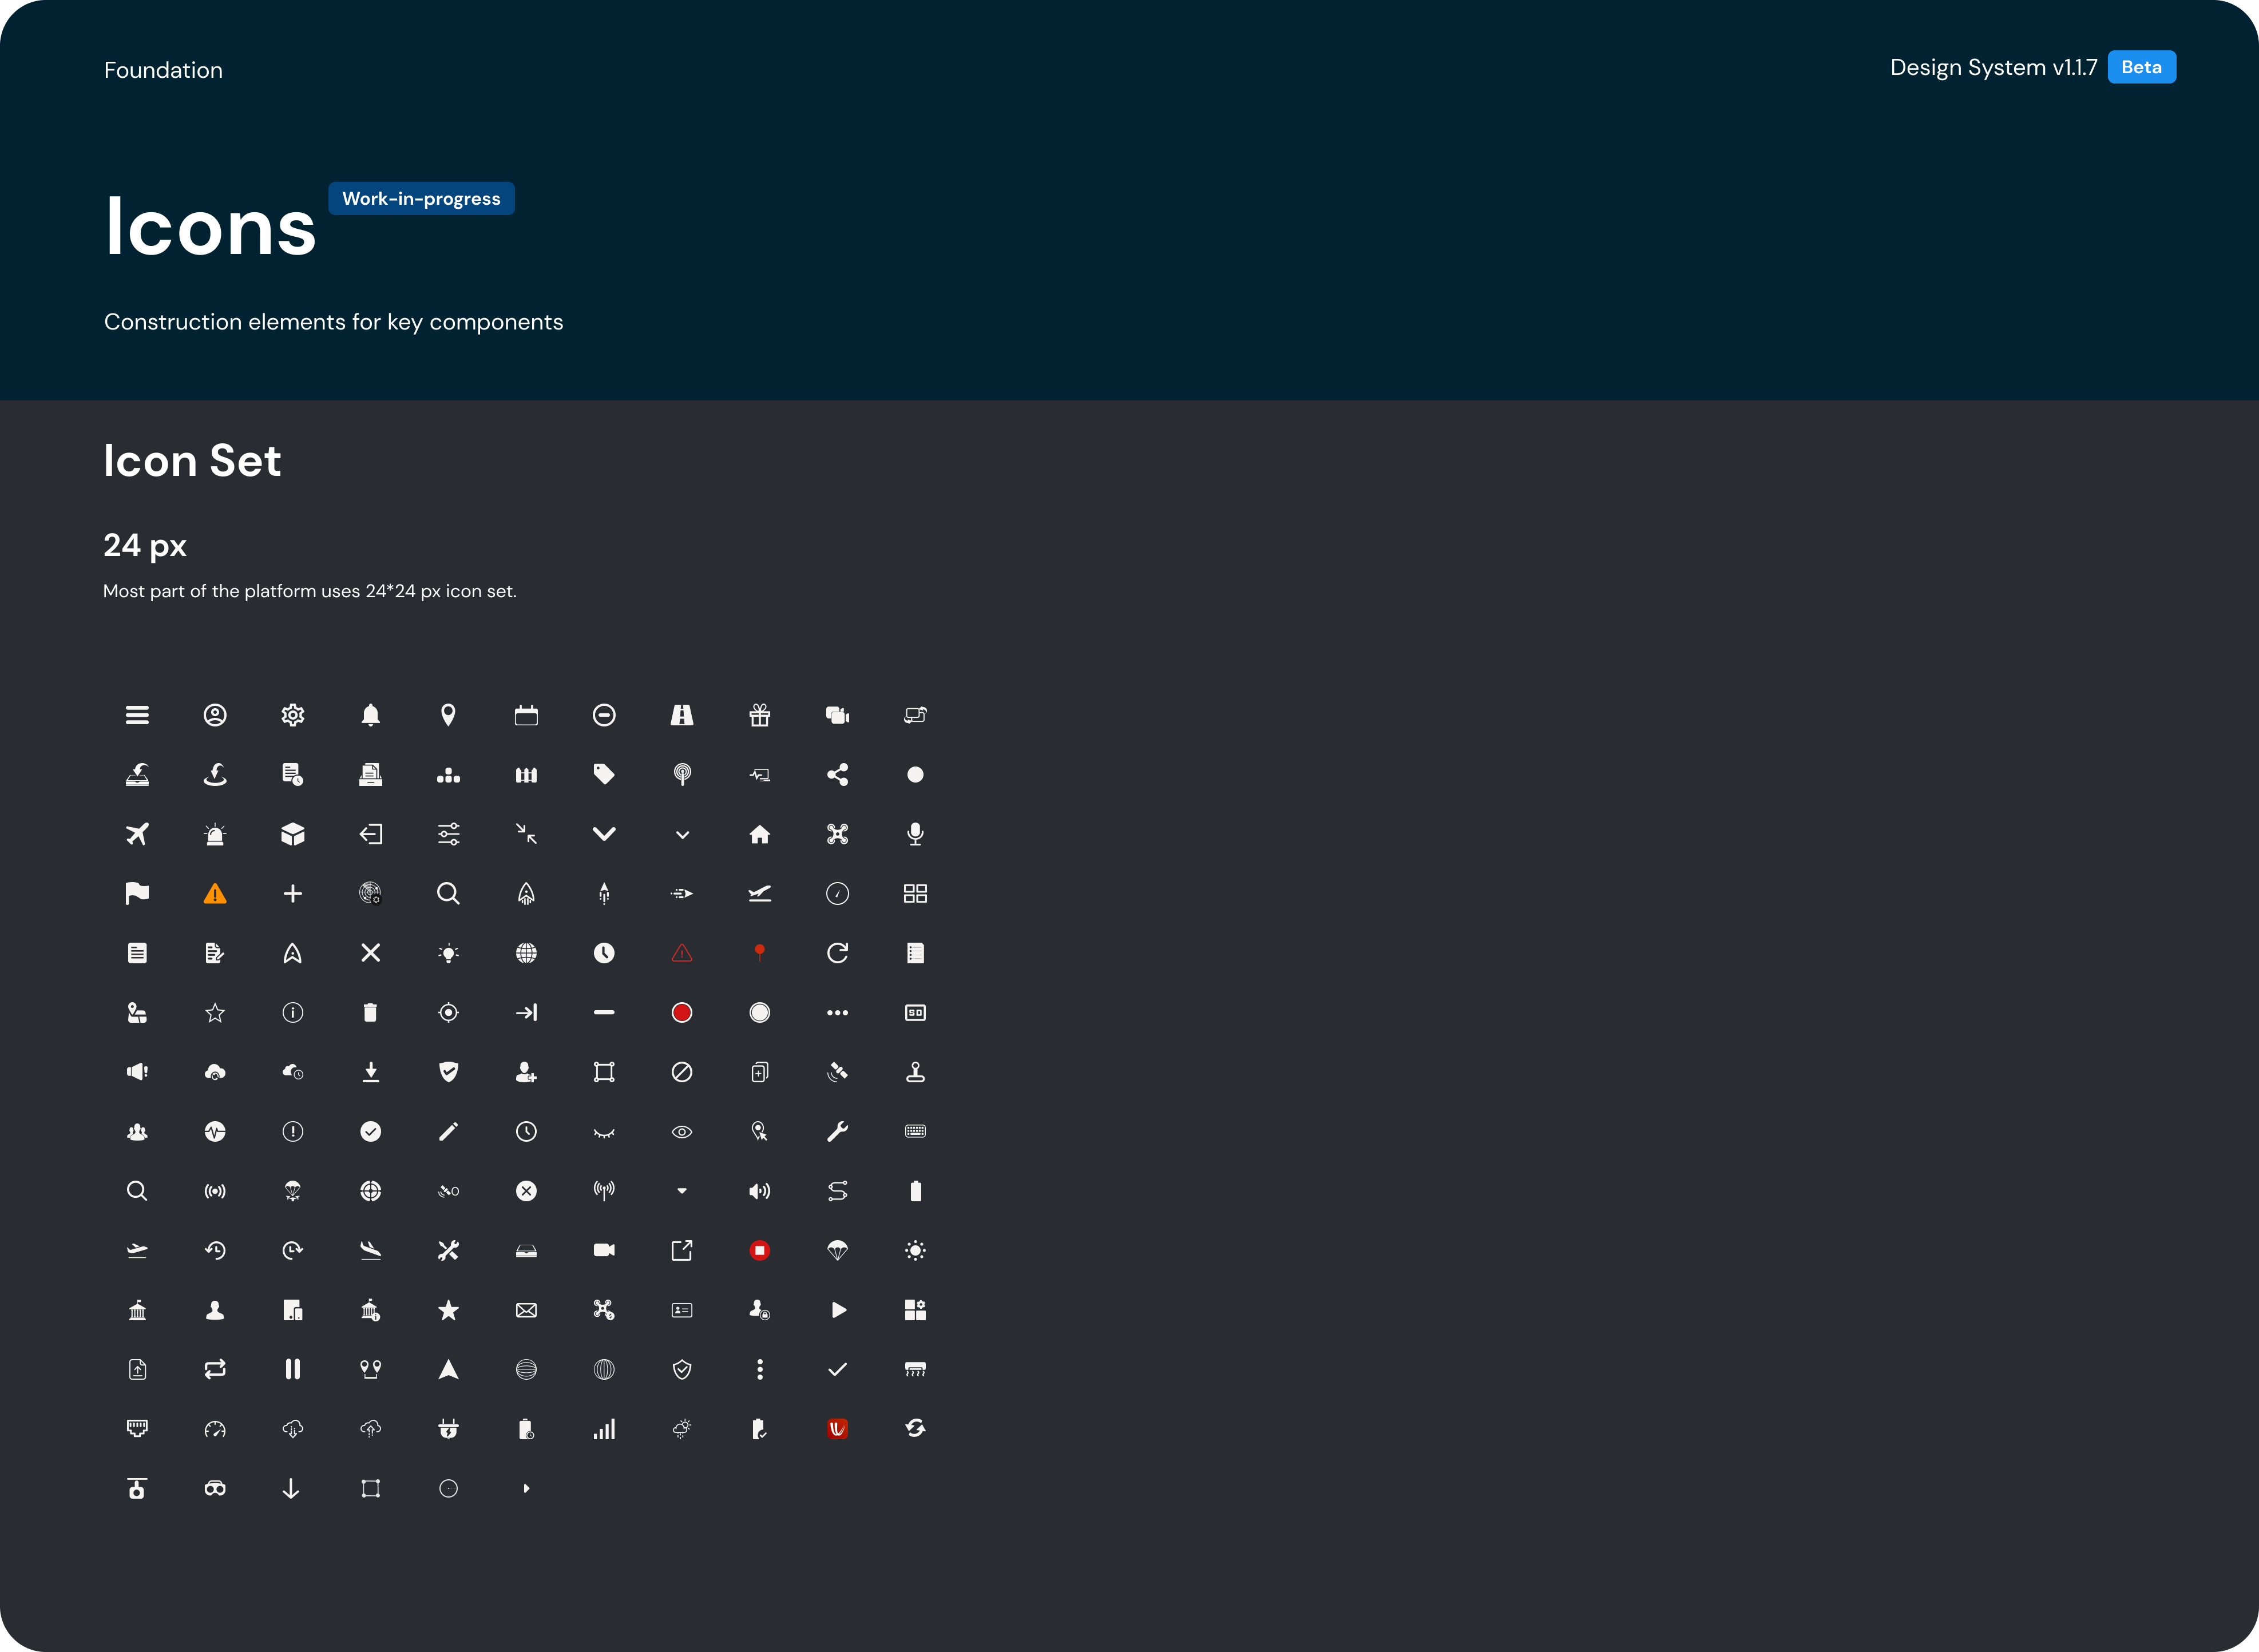 Foundation
Design System v1.1.7 Beta
Icons Work-in-progress
Construction elements for key components
Icon Set
24 px
Most part of the platform uses 24*24 px icon set.
SD